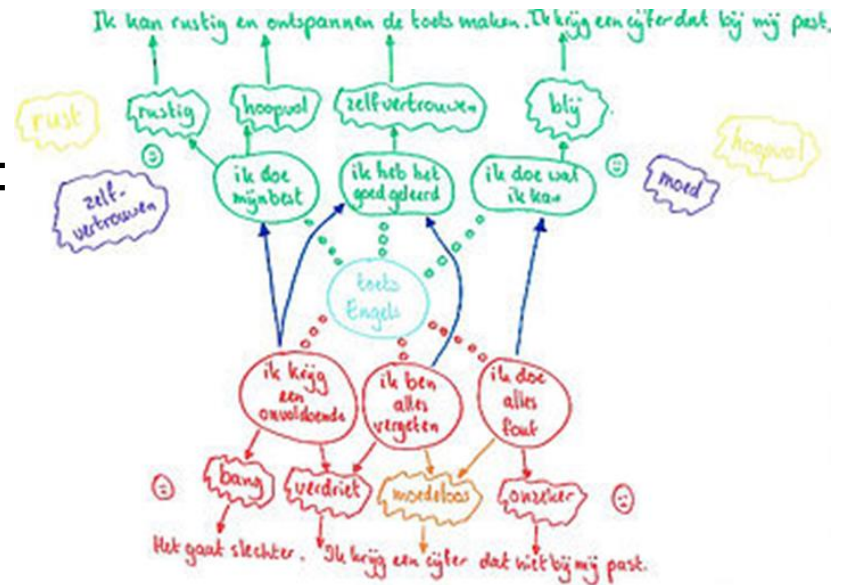 Ik kan rustig en ontspannen de toets maken. Ik krijg een cijfer dat bij mij past.
rust
rustig
hoopvol
zelfvertrouwen
blij
hoopvol
:
zelf-
vertrouwen
ik doe
mijn best
ik heb het
goed geleerd
ik doe wat
ik kan
moed
toets
Engels
ik krijg
een
onvoldoende
ik ben
alles
vergeten
ik doe
alles
fout
bang
verdriet
moedeloos
onzeker
Het gaat slechter. Ik krijg een cijfer dat niet bij mij past.